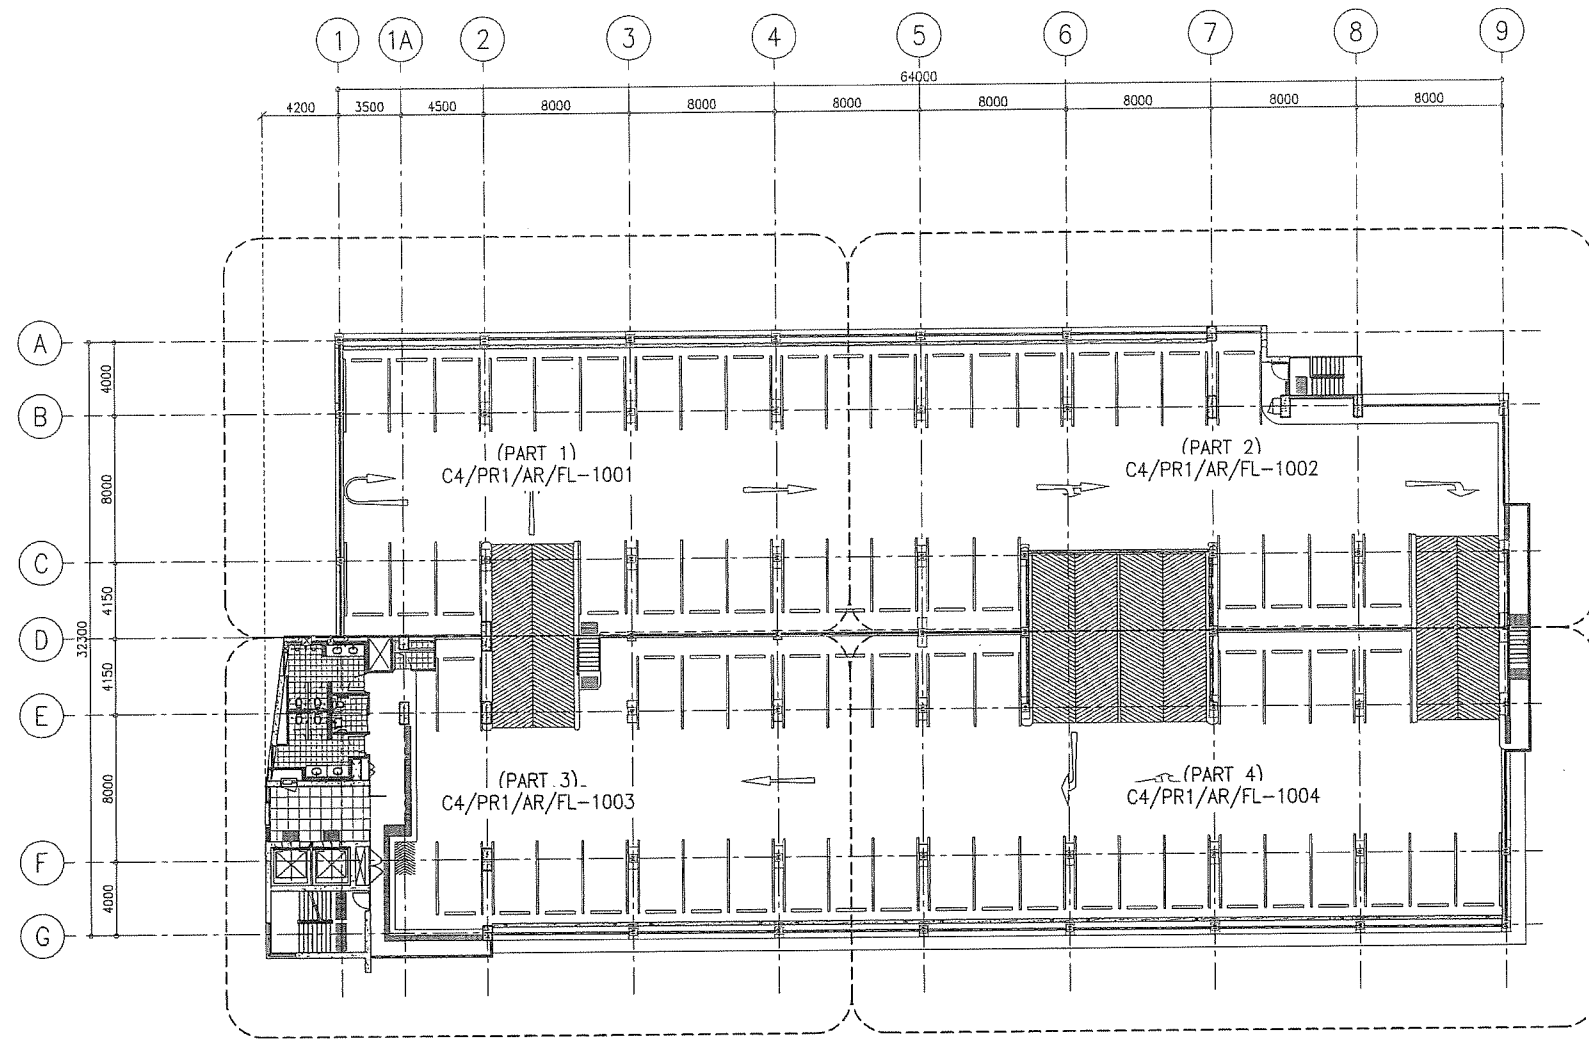 1 1A 2 3 4 5 6 7 8 9
64000
4200 3500 4500 8000 8000 8000 8000 8000 8000 8000
A
4000
B
(PART 1)
C4/PR1/AR/FL-1001
(PART 2)
C4/PR1/AR/FL-1002
8000
C
4150
D
32300
4150
E
(PART 3)
C4/PR1/AR/FL-1003
(PART 4)
C4/PR1/AR/FL-1004
8000
F
4000
G